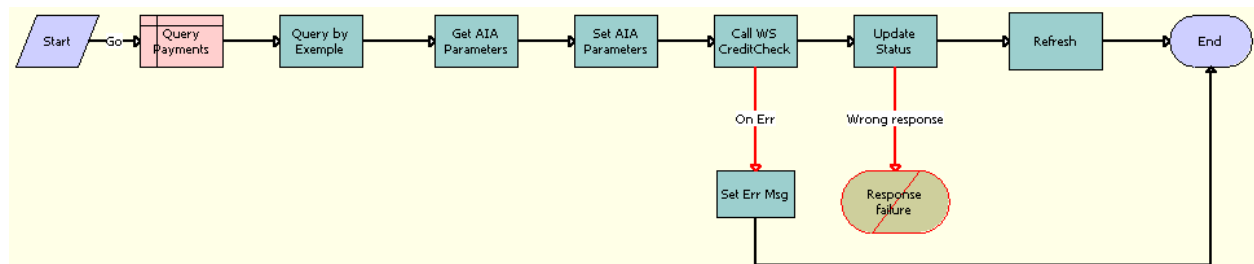 Start
Go
Query
Payments
Query by
Exemple
Get AIA
Parameters
Set AIA
Parameters
Call WS
CreditCheck
Update
Status
Refresh
End
On Err
Wrong response
Set Err Msg
Response
failure